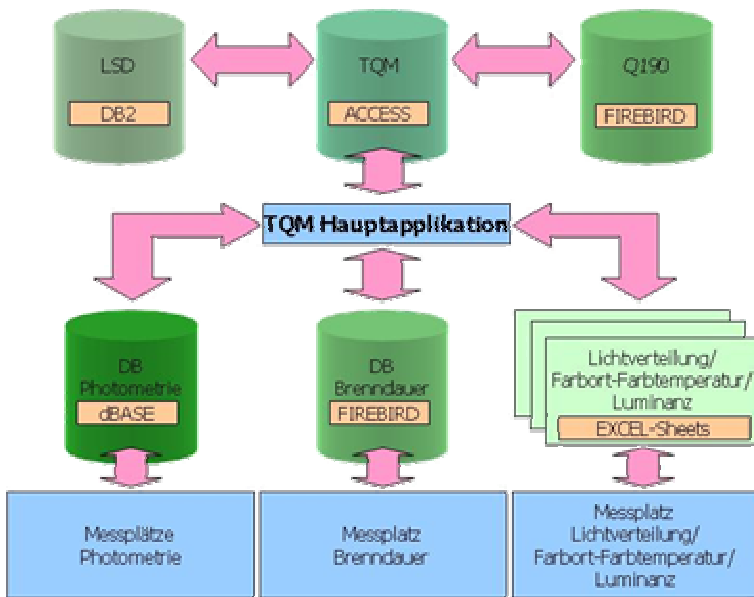 LSD
DB2
TQM
ACCESS
Q190
FIREBIRD
TQM Hauptapplikation
DB
Photometrie
dBASE
DB
Brenndauer
FIREBIRD
Lichtverteilung/
Farbort-Farbtemperatur/
Luminanz
EXCEL-Sheets
Messplätze
Photometrie
Messplatz
Brenndauer
Messplatz
Lichtverteilung/
Farbort-Farbtemperatur/
Luminanz